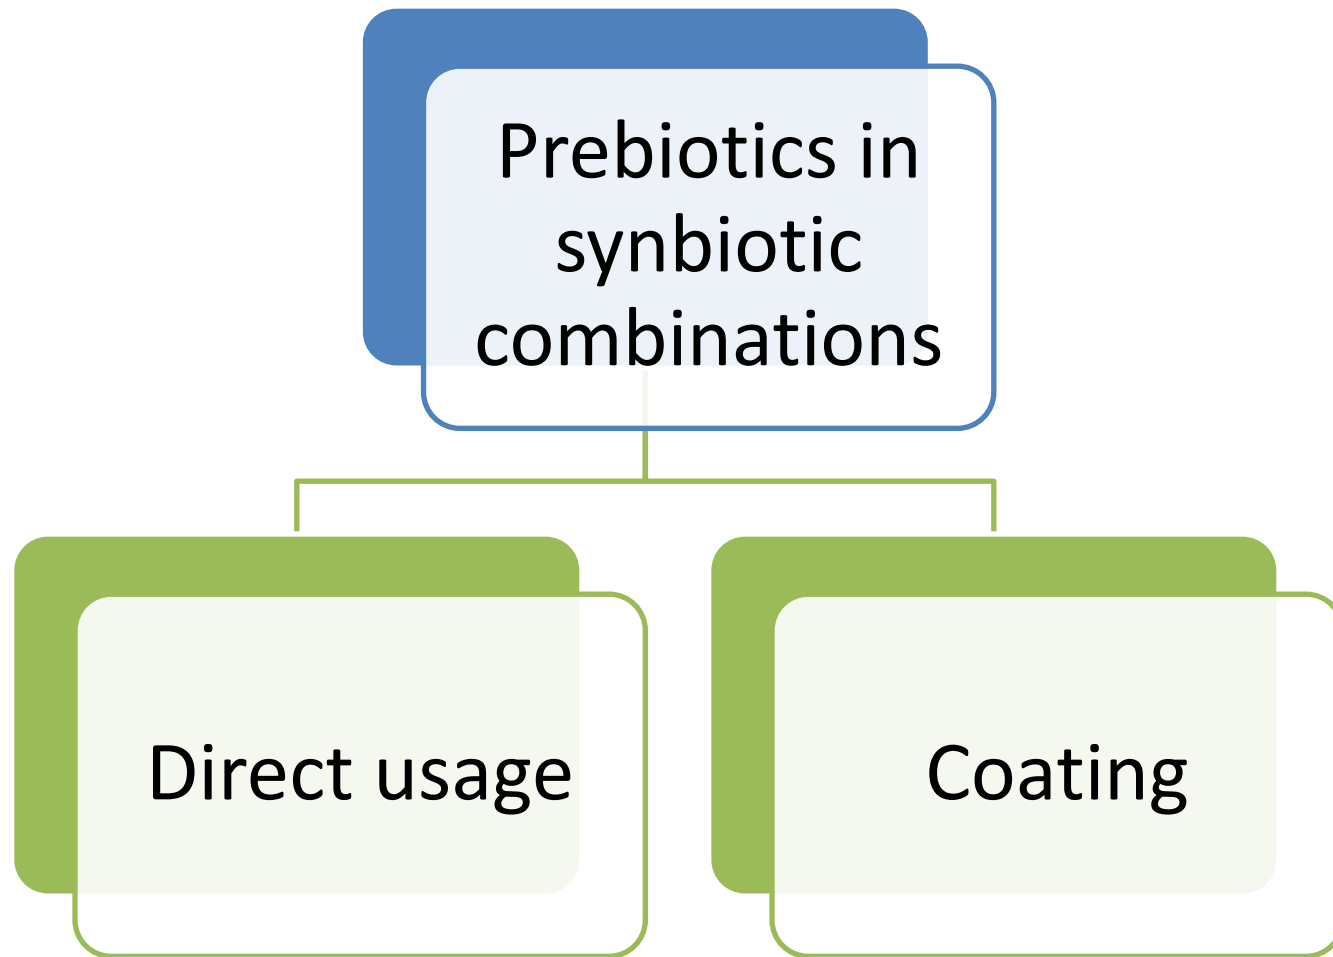 Prebiotics in
synbiotic
combinations
Direct usage
Coating